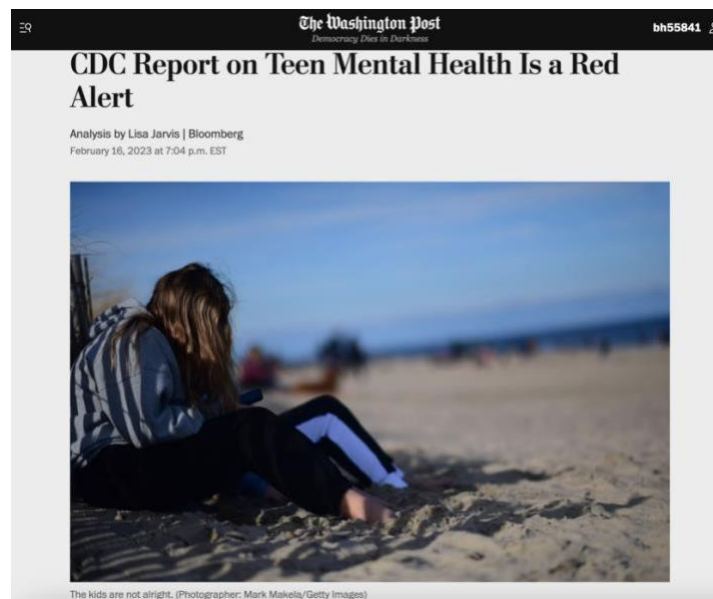 The Washington Post
Democracy Dies in Darkness
bh55841
CDC Report on Teen Mental Health Is a Red
Alert
Analysis by Lisa Jarvis | Bloomberg
February 16, 2023 at 7:04 p.m. EST
The kids are not alright. (Photographer: Mark Makela/Getty Images)